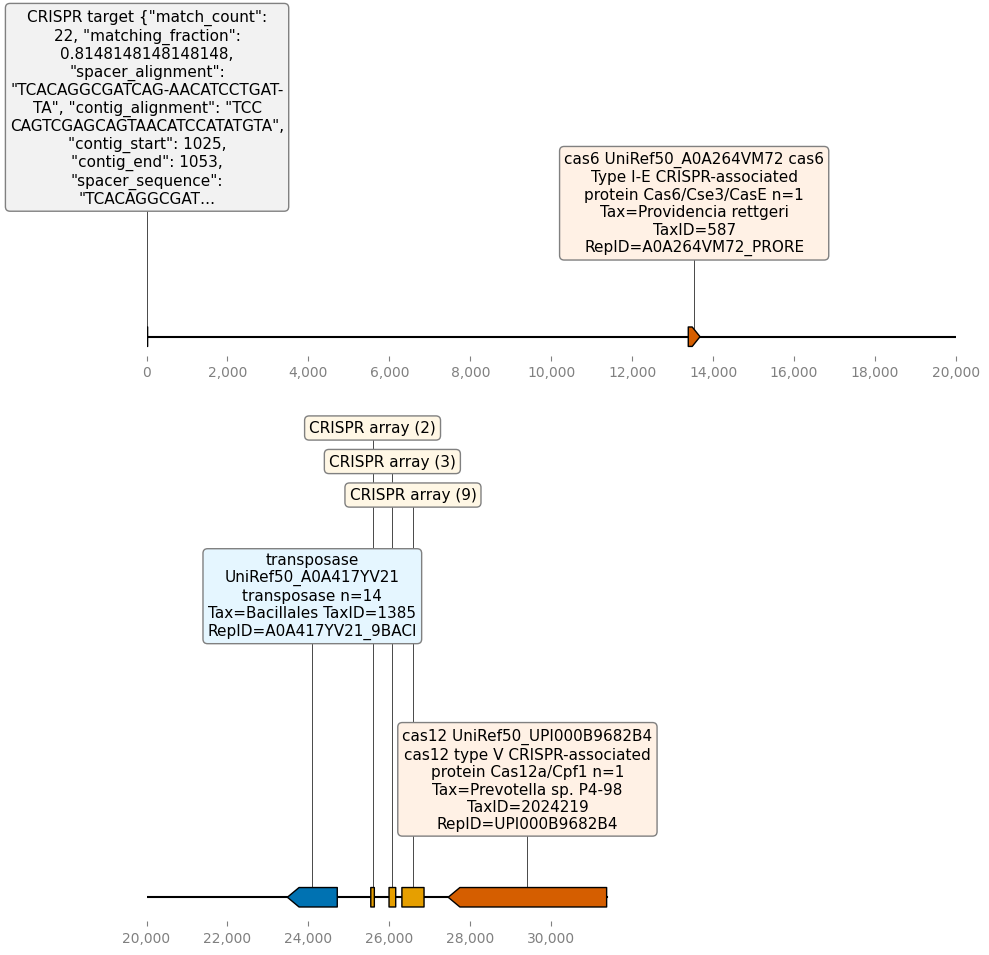 CRISPR target {"match_count":
22, "matching_fraction":
0.8148148148148148,
"spacer_alignment":
"TCACAGGCGATCAG-AACATCCTGAT-
TA", "contig_alignment": "TCC
CAGTCGAGCAGTAACATCCATATGTA",
"contig_start": 1025,
"contig_end": 1053,
"spacer_sequence":
"TCACAGGCGAT...
cas6 UniRef50_A0A264VM72 cas6
Type I-E CRISPR-associated
protein Cas6/Cse3/CasE n=1
Tax=Providencia rettgeri
TaxID=587
RepID=A0A264VM72_PRORE
0 2,000 4,000 6,000 8,000 10,000 12,000 14,000 16,000 18,000 20,000
CRISPR array (2)
CRISPR array (3)
CRISPR array (9)
transposase
UniRef50_A0A417YV21
transposase n=14
Tax=Bacillales TaxID=1385
RepID=A0A417YV21_9BACI
cas12 UniRef50_UPI000B9682B4
cas12 type V CRISPR-associated
protein Cas12a/Cpf1 n=1
Tax=Prevotella sp. P4-98
TaxID=2024219
RepID=UPI000B9682B4
20,000 22,000 24,000 26,000 28,000 30,000